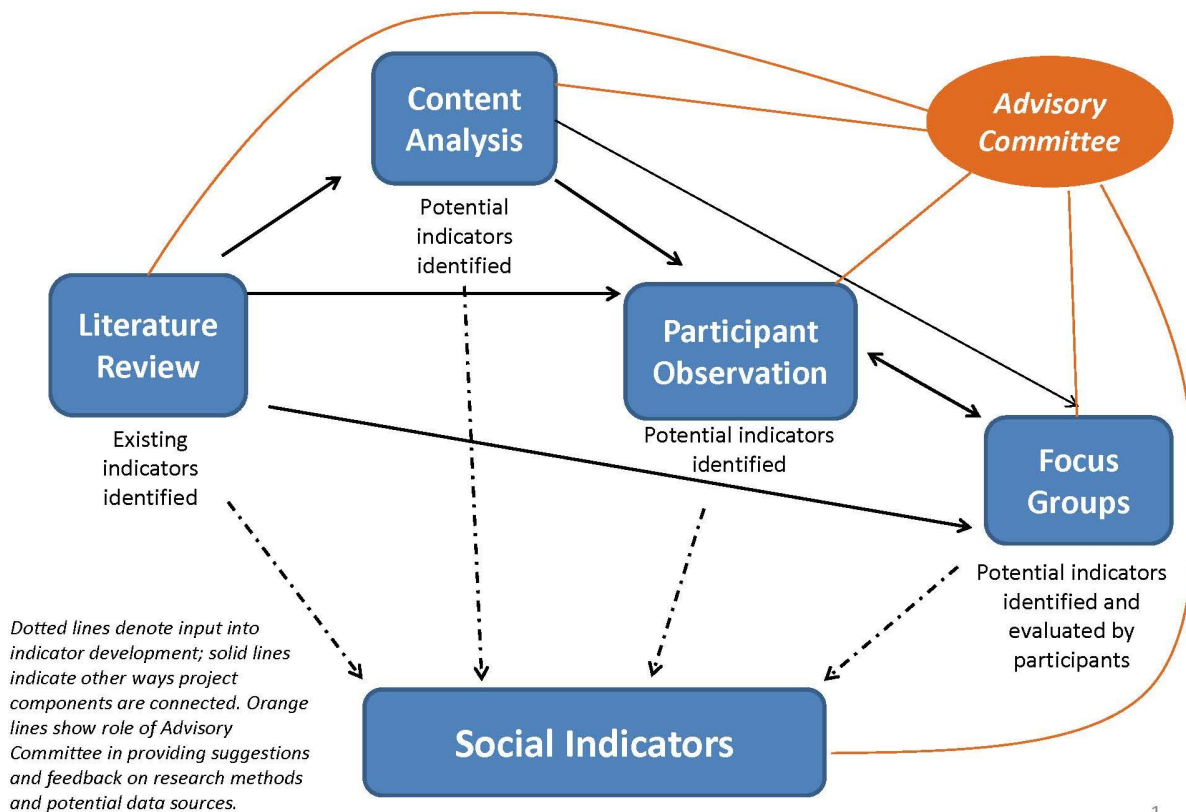 Content
Analysis
Advisory
Committee
Potential
indicators
identified
Literature
Review
Participant
Observation
Existing
indicators
identified
Potential indicators
identified
Focus
Groups
Potential indicators
identified and
evaluated by
participants
Dotted lines denote input into
indicator development; solid lines
indicate other ways project
components are connected. Orange
lines show role of Advisory
Committee in providing suggestions
and feedback on research methods
and potential data sources.
Social Indicators
1